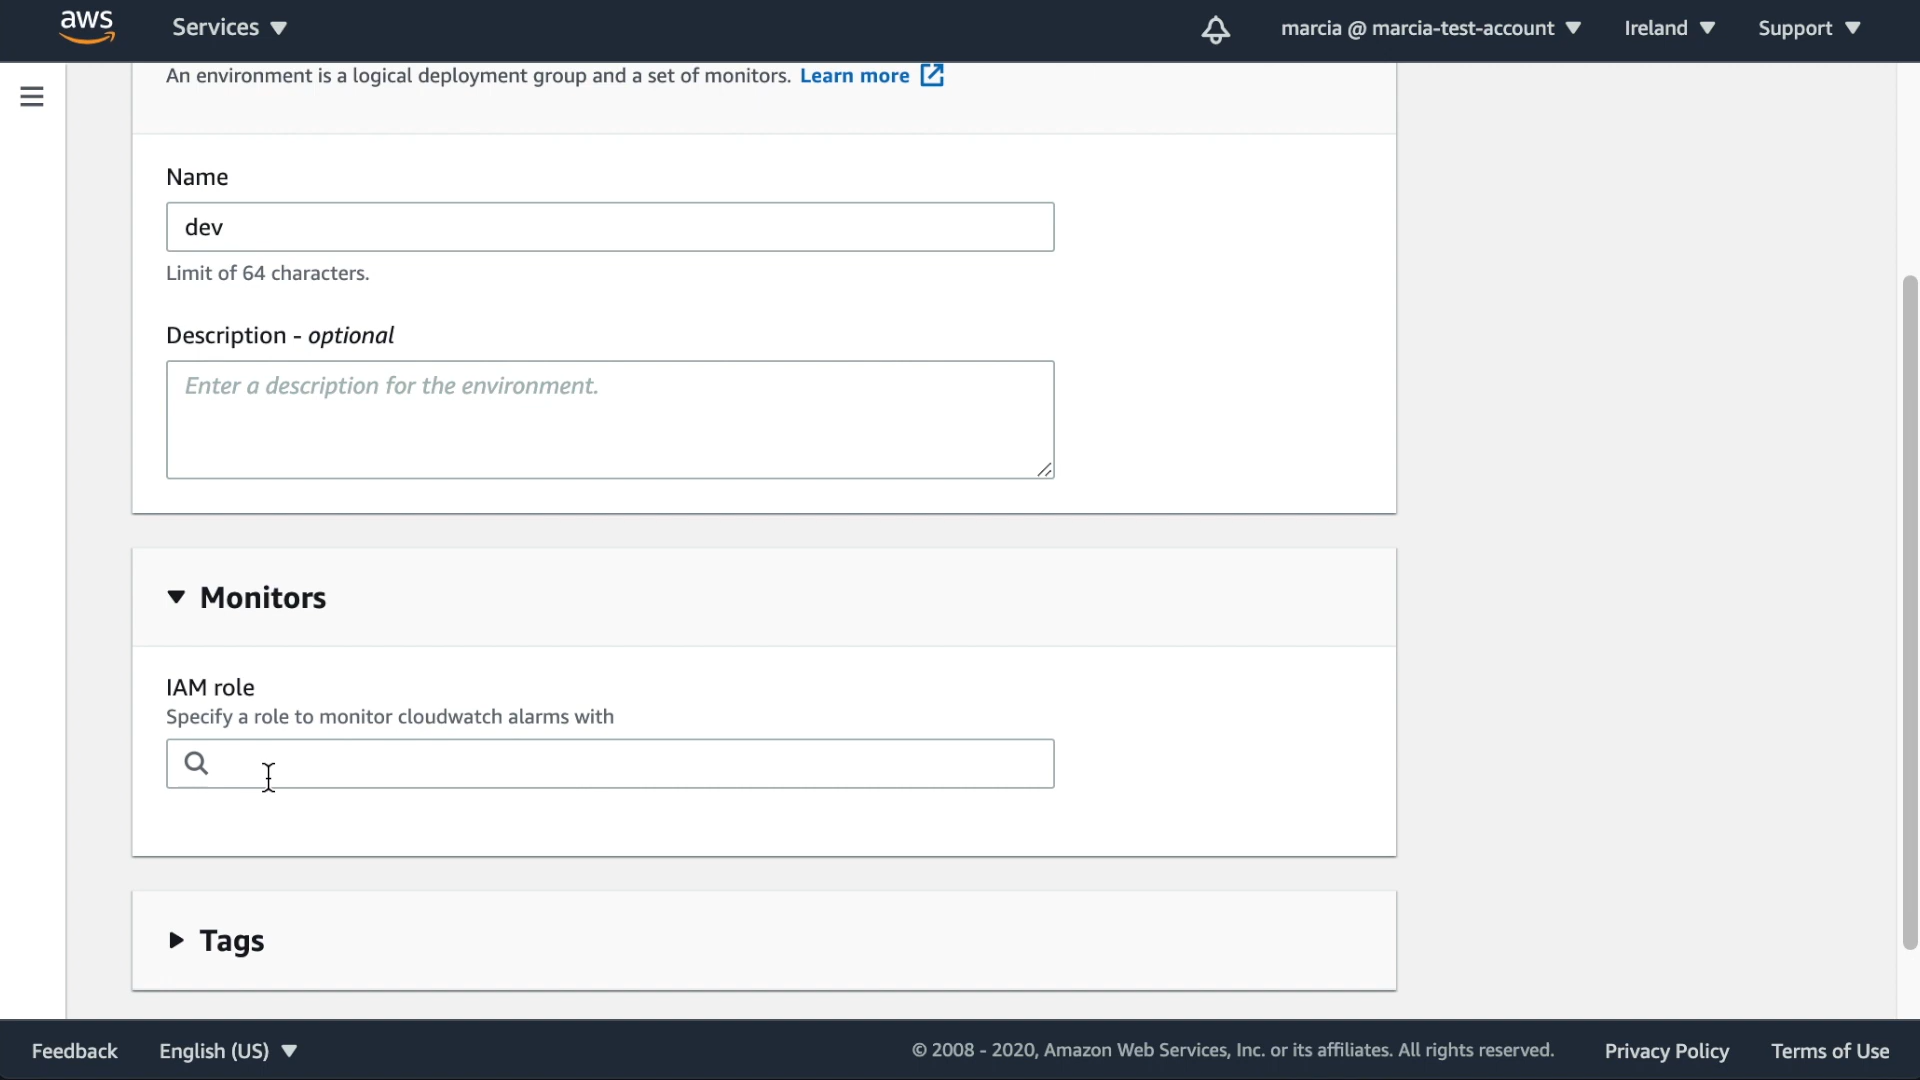 aws
Services
marcia @ marcia-test-account
Ireland
Support
An environment is a logical deployment group and a set of monitors. Learn more
Name
dev
Limit of 64 characters.
Description - optional
Enter a description for the environment.
Monitors
IAM role
Specify a role to monitor cloudwatch alarms with
Tags
Feedback
English (US)
© 2008 - 2020, Amazon Web Services, Inc. or its affiliates. All rights reserved.
Privacy Policy
Terms of Use